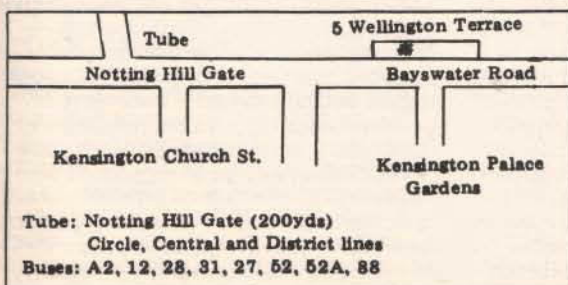 Tube
5 Wellington Terrace
Notting Hill Gate
Bayswater Road
Kensington Church St.
Kensington Palace
Gardens
Tube: Notting Hill Gate (200yds)
Circle, Central and District lines
Buses: A2, 12, 28, 31, 27, 52, 52A, 88